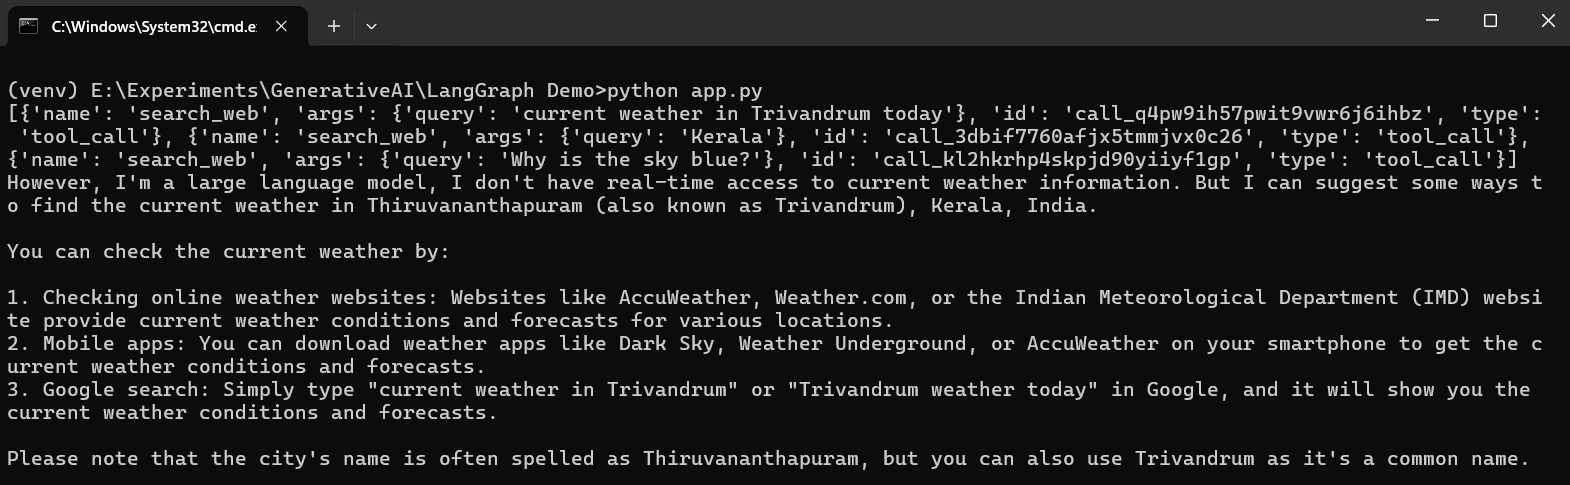 C:\Windows\System32\cmd.e
(venv) E:\Experiments\GenerativeAI\LangGraph Demo>python app.py
[{'name': 'search_web', 'args': {'query': 'current weather in Trivandrum today'}, 'id': 'call_q4pw9ih57pwit9vwr6j6ihbz', 'type':
 'tool_call'}, {'name': 'search_web', 'args': {'query': 'Kerala'}, 'id': 'call_3dbif7760afjx5tmmjvx0c26', 'type': 'tool_call'},
{'name': 'search_web', 'args': {'query': 'Why is the sky blue?'}, 'id': 'call_kl2hkrhp4skpjd90yiiyf1gp', 'type': 'tool_call'}]
However, I'm a large language model, I don't have real-time access to current weather information. But I can suggest some ways t
o find the current weather in Thiruvananthapuram (also known as Trivandrum), Kerala, India.
You can check the current weather by:
1. Checking online weather websites: Websites like AccuWeather, Weather.com, or the Indian Meteorological Department (IMD) websi
te provide current weather conditions and forecasts for various locations.
2. Mobile apps: You can download weather apps like Dark Sky, Weather Underground, or AccuWeather on your smartphone to get the c
urrent weather conditions and forecasts.
3. Google search: Simply type "current weather in Trivandrum" or "Trivandrum weather today" in Google, and it will show you the
current weather conditions and forecasts.
Please note that the city's name is often spelled as Thiruvananthapuram, but you can also use Trivandrum as it's a common name.